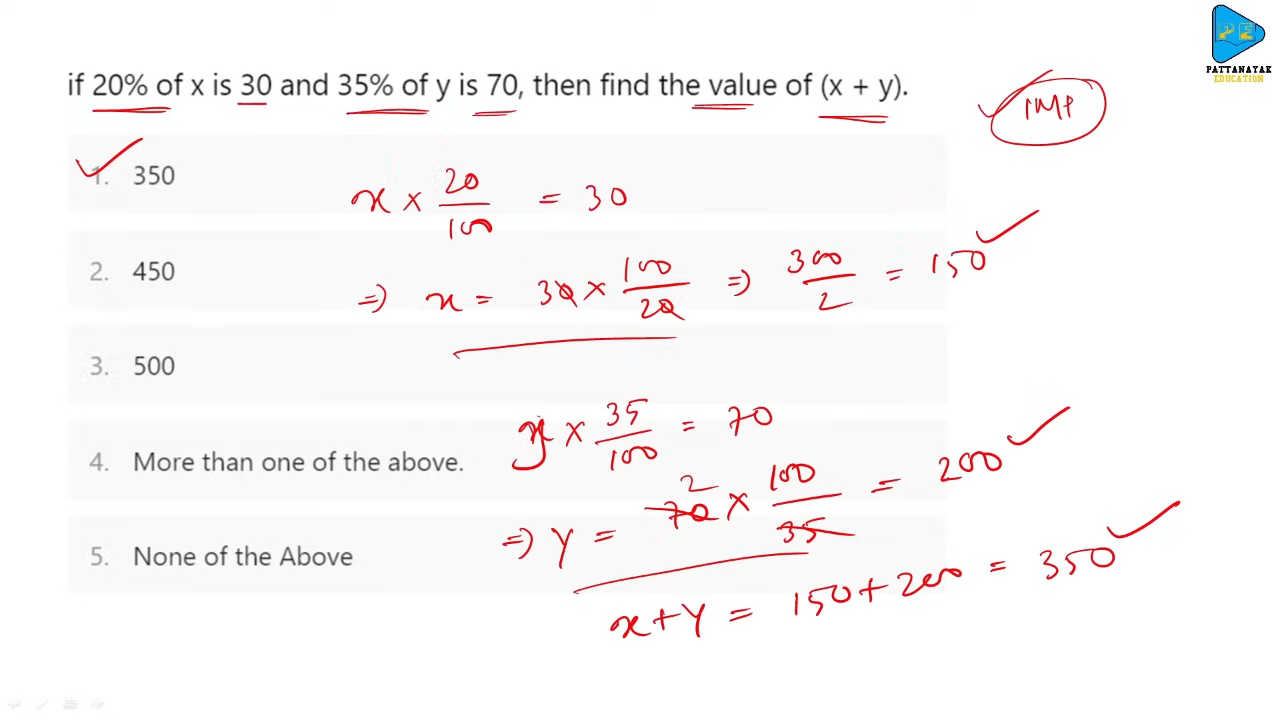 PE
PATTANAYAK
EDUCATION
if 20% of x is 30 and 35% of y is 70, then find the value of (x + y).
IMP
1. 350
x × 20/100 = 30
2. 450
⇒ x = 30 × 100/20 ⇒ 300/2 = 150
3. 500
y × 35/100 = 70
4. More than one of the above.
2
⇒ y = 70 × 100/35 = 200
5. None of the Above
x+y = 150+200 = 350